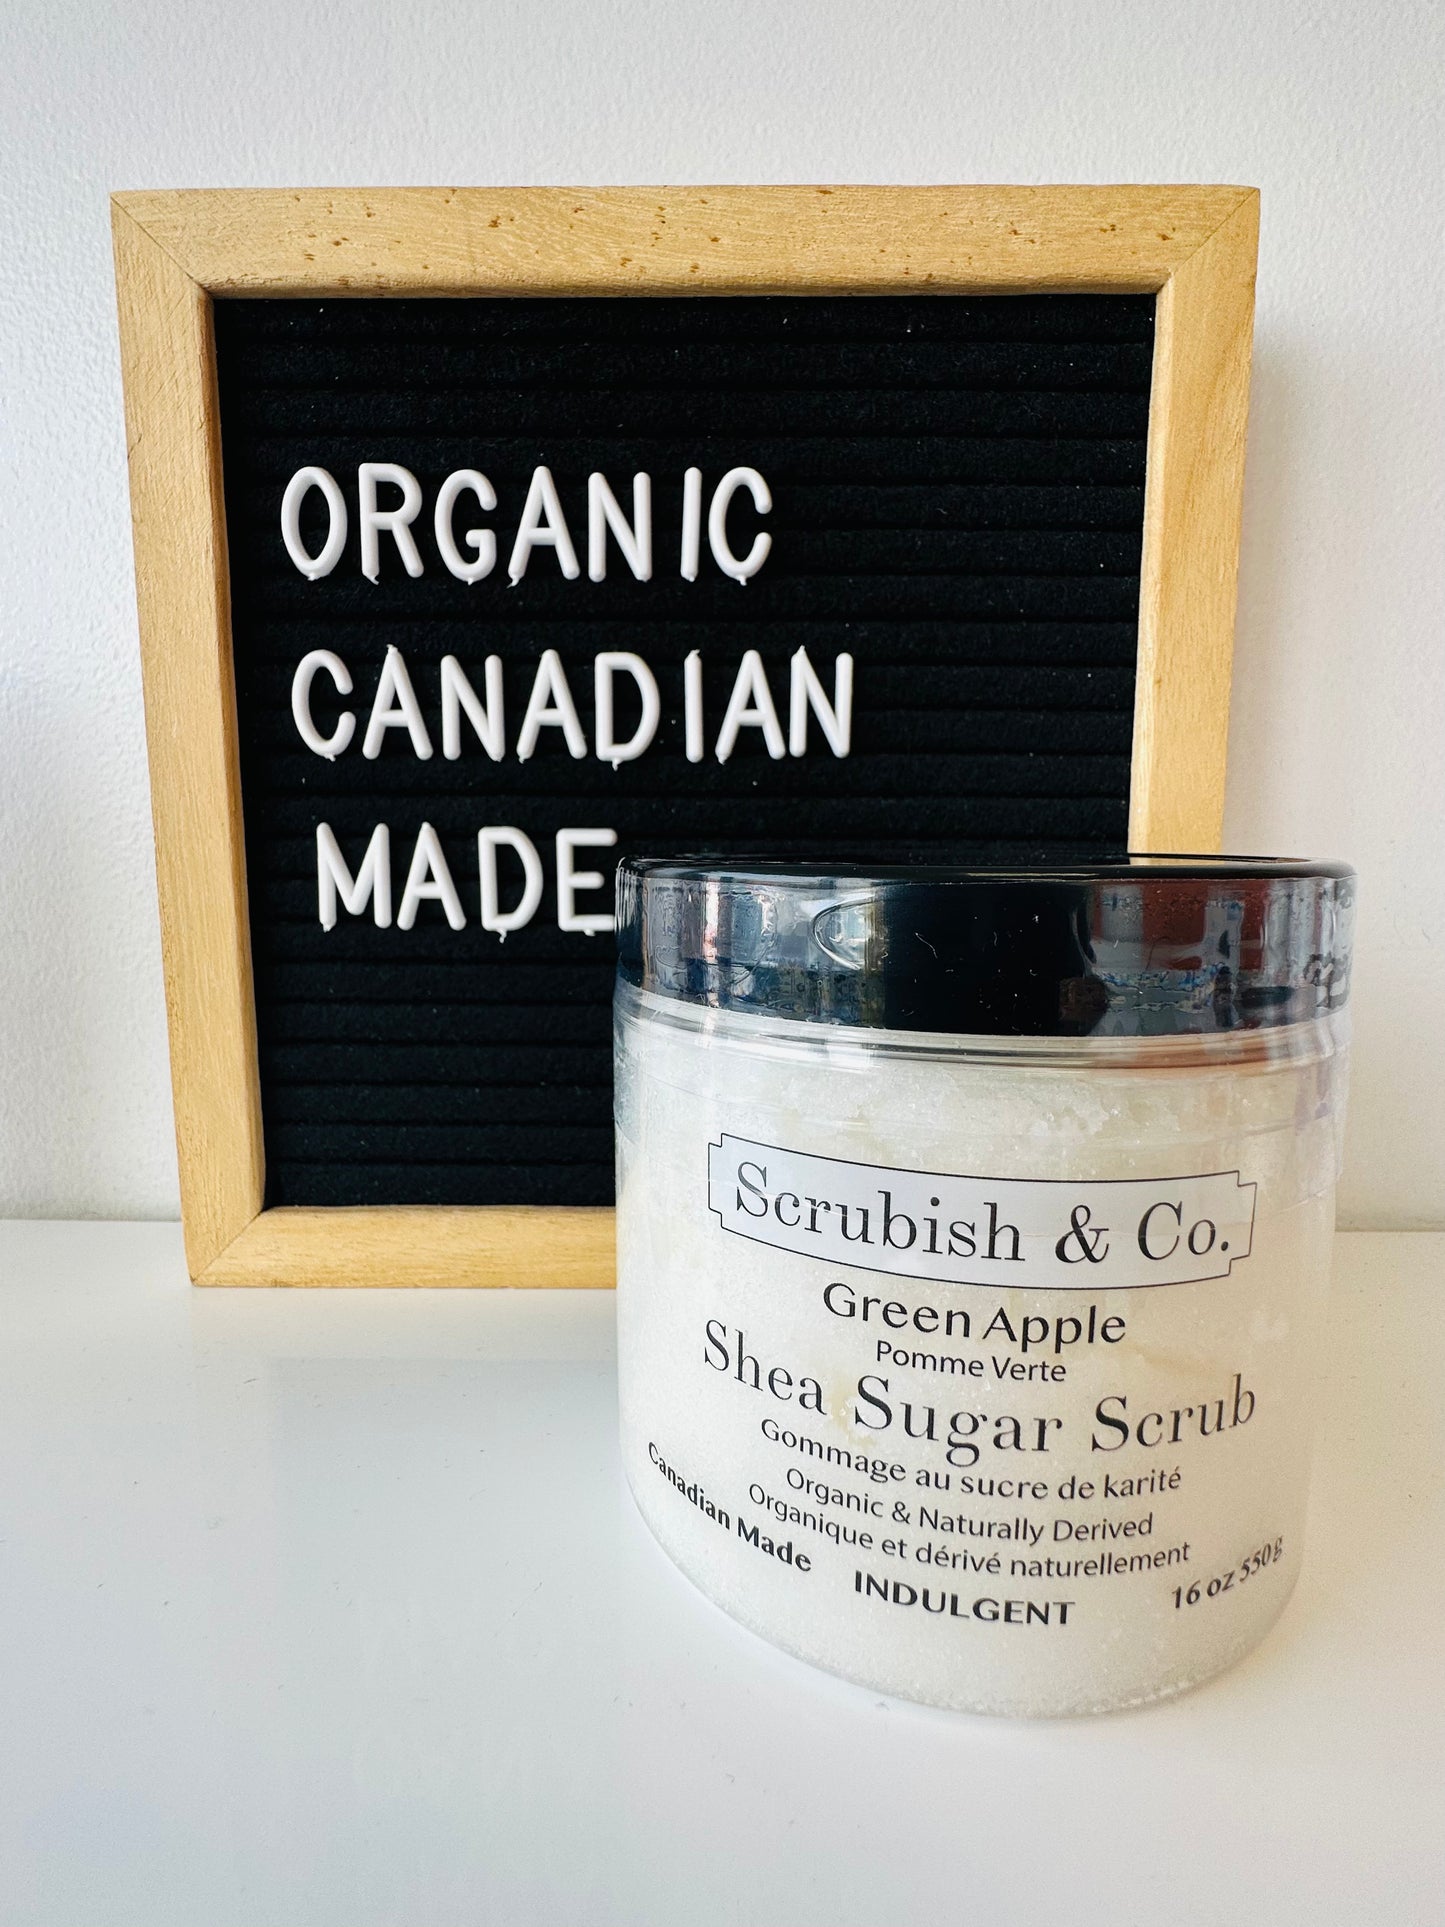 ORGANIC
CANADIAN
MADE
Scrubish & Co.
Green Apple
Pomme Verte
Shea Sugar Scrub
Gommage au sucre de karité
Organic & Naturally Derived
Organique et dérivé naturellement
Canadian Made
INDULGENT
16 oz 550g